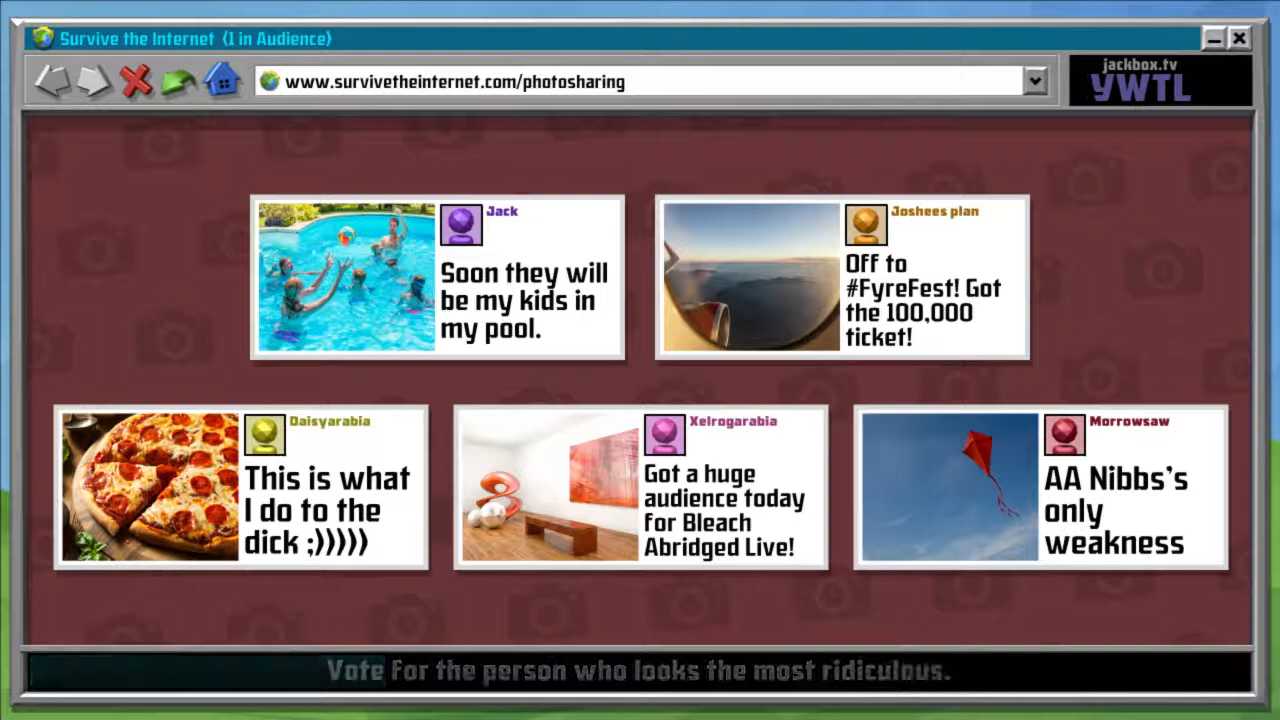 Survive the Internet (1 in Audience)
www.survivetheinternet.com/photosharing
jackbox.tv
YWTL
Jack
Soon they will
be my kids in
my pool.
Joshees plan
Off to
#FyreFest! Got
the 100,000
ticket!
Daisyarabia
This is what
I do to the
dick ;)))))
Xelrogarabia
Got a huge
audience today
for Bleach
Abridged Live!
Morrowsaw
AA Nibbs's
only
weakness
Vote for the person who looks the most ridiculous.